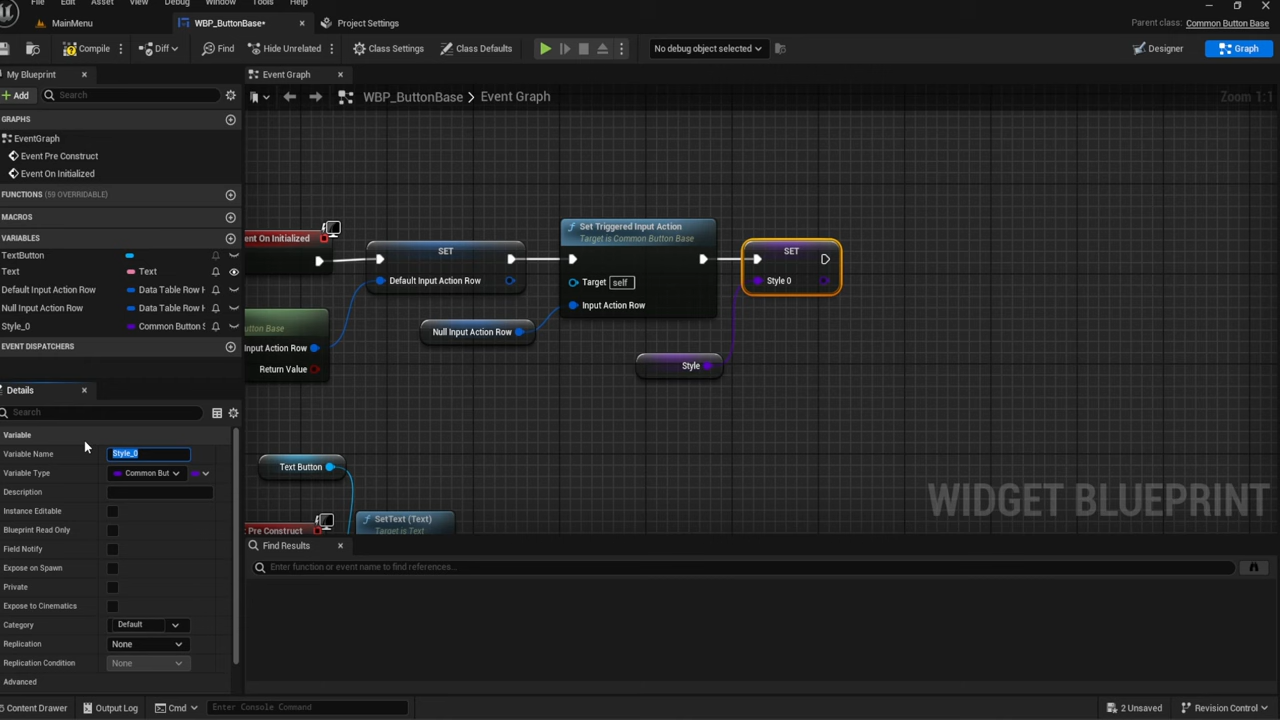 File Edit Asset View Debug Window Tools Help
MainMenu WBP_ButtonBase* Project Settings Parent class: Common Button Base
Compile Diff Find Hide Unrelated Class Settings Class Defaults No debug object selected Designer Graph
My Blueprint Event Graph
Add Search WBP_ButtonBase > Event Graph Zoom 1:1
GRAPHS
EventGraph
Event Pre Construct
Event On Initialized
FUNCTIONS (59 OVERRIDABLE)
MACROS
VARIABLES
TextButton
Text Text
Default Input Action Row Data Table Row H
Null Input Action Row Data Table Row H
Style_0 Common Button S
EVENT DISPATCHERS
Details
Search
Variable
Variable Name Style_0
Variable Type Common But
Description
Instance Editable
Blueprint Read Only
Field Notify
Expose on Spawn
Private
Expose to Cinematics
Category Default
Replication None
Replication Condition None
Advanced
ent On Initialized
SET
Default Input Action Row
Set Triggered Input Action
Target is Common Button Base
Target self
Input Action Row
SET
Style 0
Null Input Action Row
Style
utton Base
Input Action Row
Return Value
Text Button
Pre Construct
SetText (Text)
Target is Text
WIDGET BLUEPRINT
Find Results
Enter function or event name to find references...
Content Drawer Output Log Cmd Enter Console Command 2 Unsaved Revision Control